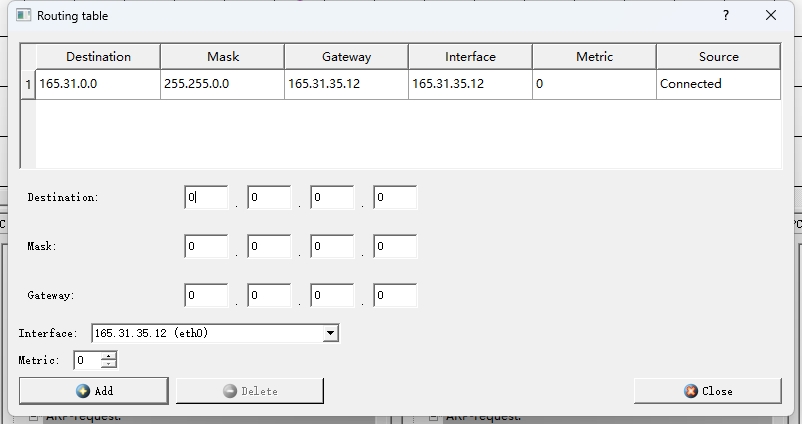 Routing table ?
Destination Mask Gateway Interface Metric Source
1 165.31.0.0 255.255.0.0 165.31.35.12 165.31.35.12 0 Connected
Destination: 0 . 0 . 0 . 0
C
PC
Mask: 0 . 0 . 0 . 0
Gateway: 0 . 0 . 0 . 0
Interface: 165.31.35.12 (eth0)
Metric: 0
Add Delete Close
ARP-request. ARP-request.